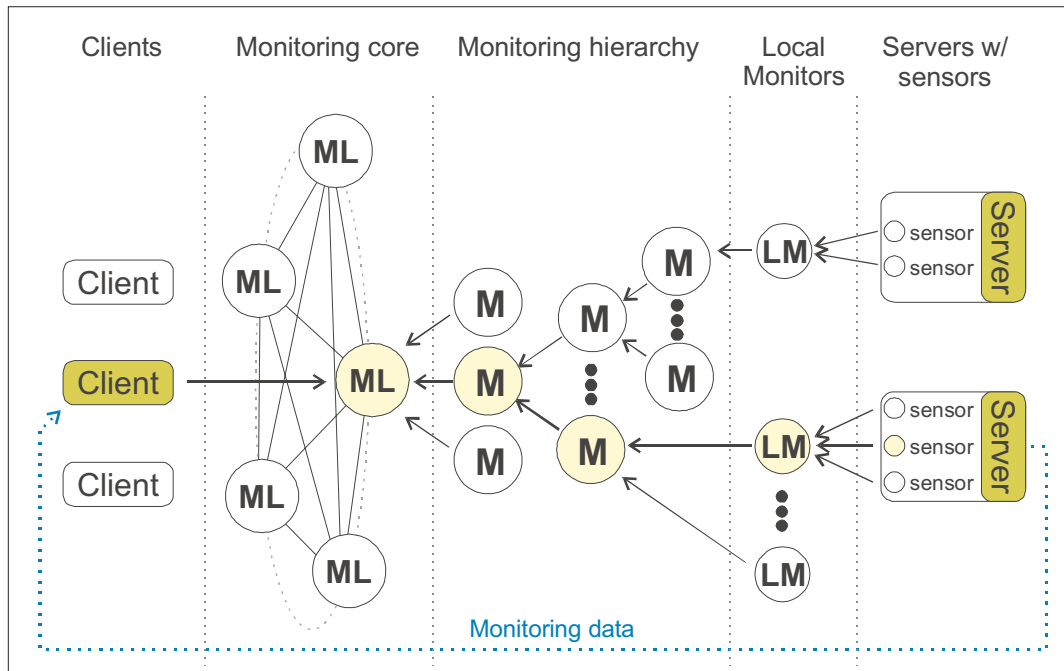 Clients
Monitoring core
Monitoring hierarchy
Local
Monitors
Servers w/
sensors
ML
ML
ML
ML
ML
Client
Client
Client
M
M
M
M
M
M
M
LM
LM
LM
sensor
sensor
Server
sensor
sensor
sensor
Server
Monitoring data